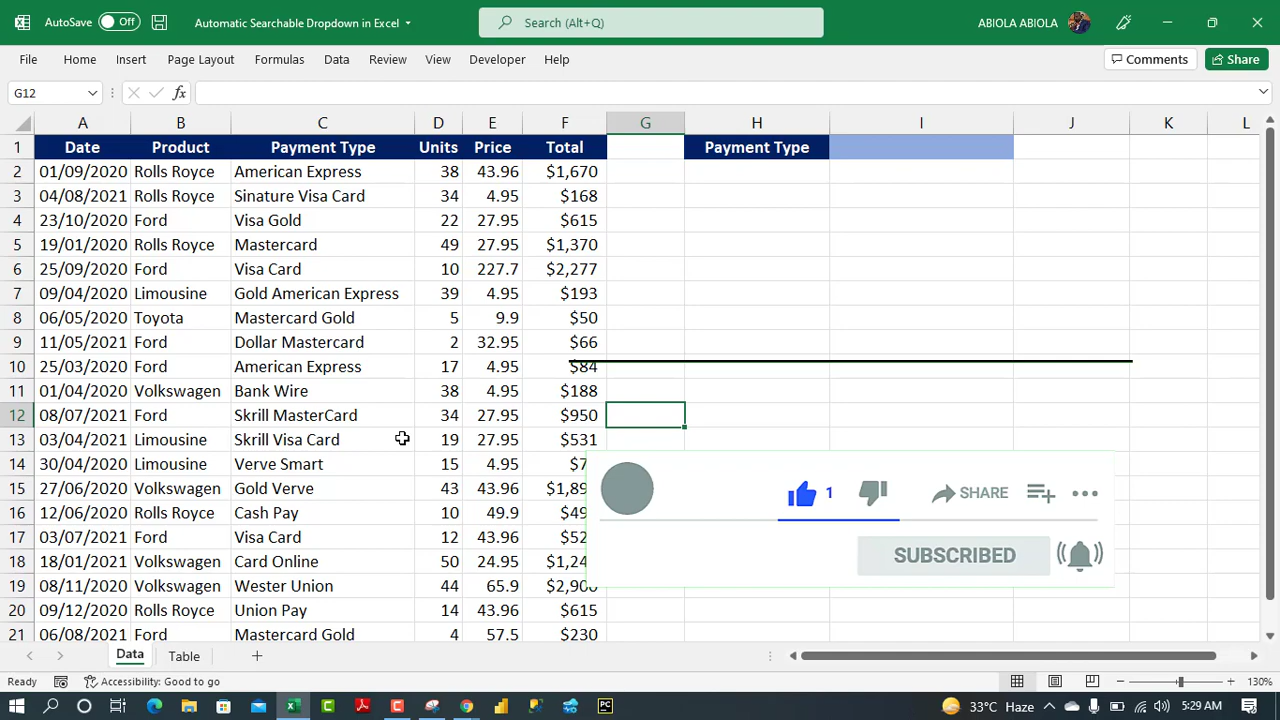 AutoSave Off Automatic Searchable Dropdown in Excel Search (Alt+Q) ABIOLA ABIOLA
File Home Insert Page Layout Formulas Data Review View Developer Help Comments Share
G12 fx
A B C D E F G H I J K L
1 Date Product Payment Type Units Price Total Payment Type
2 01/09/2020 Rolls Royce American Express 38 43.96 $1,670
3 04/08/2021 Rolls Royce Sinature Visa Card 34 4.95 $168
4 23/10/2020 Ford Visa Gold 22 27.95 $615
5 19/01/2020 Rolls Royce Mastercard 49 27.95 $1,370
6 25/09/2020 Ford Visa Card 10 227.7 $2,277
7 09/04/2020 Limousine Gold American Express 39 4.95 $193
8 06/05/2020 Toyota Mastercard Gold 5 9.9 $50
9 11/05/2021 Ford Dollar Mastercard 2 32.95 $66
10 25/03/2020 Ford American Express 17 4.95 $84
11 01/04/2020 Volkswagen Bank Wire 38 4.95 $188
12 08/07/2021 Ford Skrill MasterCard 34 27.95 $950
13 03/04/2021 Limousine Skrill Visa Card 19 27.95 $531
14 30/04/2020 Limousine Verve Smart 15 4.95
15 27/06/2020 Volkswagen Gold Verve 43 43.96
16 12/06/2020 Rolls Royce Cash Pay 10 49.9
17 03/07/2021 Ford Visa Card 12 43.96
18 18/01/2021 Volkswagen Card Online 50 24.95
19 08/11/2020 Volkswagen Wester Union 44 65.9
20 09/12/2020 Rolls Royce Union Pay 14 43.96 $615
21 06/08/2021 Ford Mastercard Gold 4 57.5 $230
1 SHARE
SUBSCRIBED
Data Table
Ready Accessibility: Good to go 130%
33°C Haze 5:29 AM